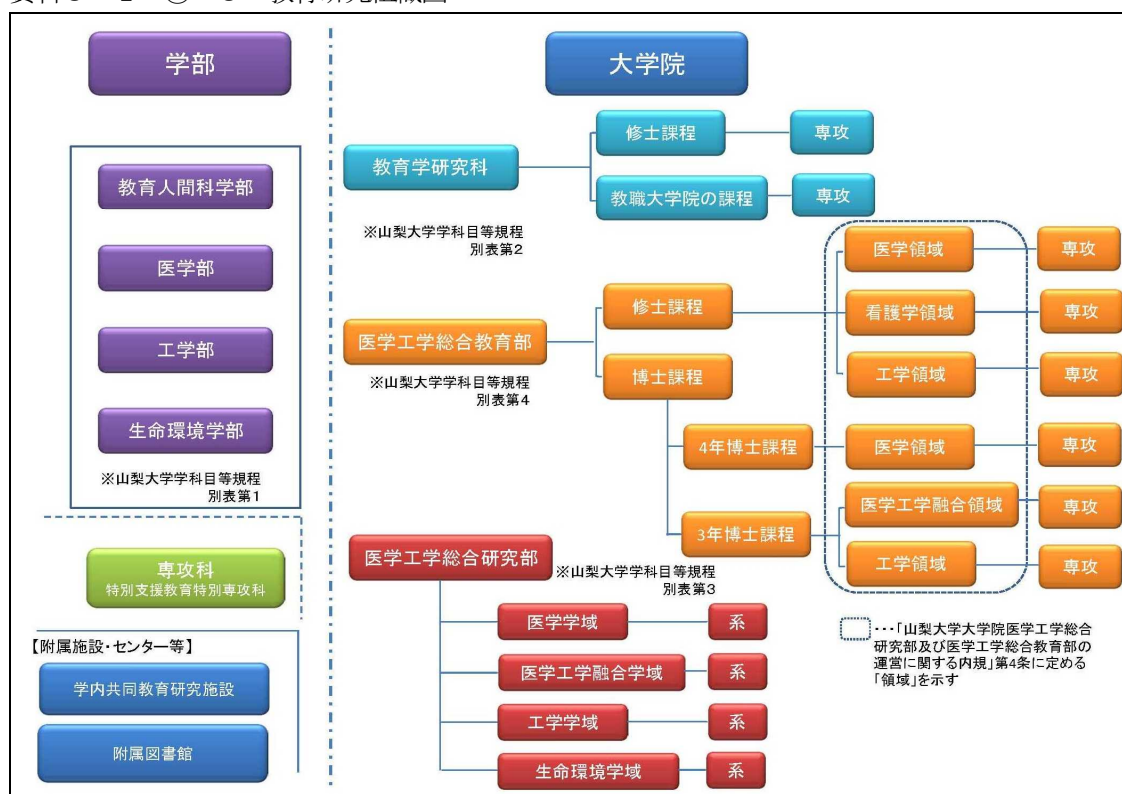 学部
教育人間科学部
医学部
工学部
生命環境学部
※山梨大学学科目等規程
別表第1
専攻科
特別支援教育特別専攻科
【附属施設・センター等】
学内共同教育研究施設
附属図書館
大学院
教育学研究科
※山梨大学学科目等規程
別表第2
修士課程
専攻
教職大学院の課程
専攻
医学工学総合教育部
※山梨大学学科目等規程
別表第4
修士課程
医学領域
専攻
看護学領域
専攻
工学領域
専攻
博士課程
4年博士課程
医学領域
専攻
3年博士課程
医学工学融合領域
専攻
工学領域
専攻
医学工学総合研究部
※山梨大学学科目等規程
別表第3
医学学域
系
医学工学融合学域
系
工学学域
系
生命環境学域
系
・・・「山梨大学大学院医学工学総合
研究部及び医学工学総合教育部の
運営に関する内規」第4条に定める
「領域」を示す